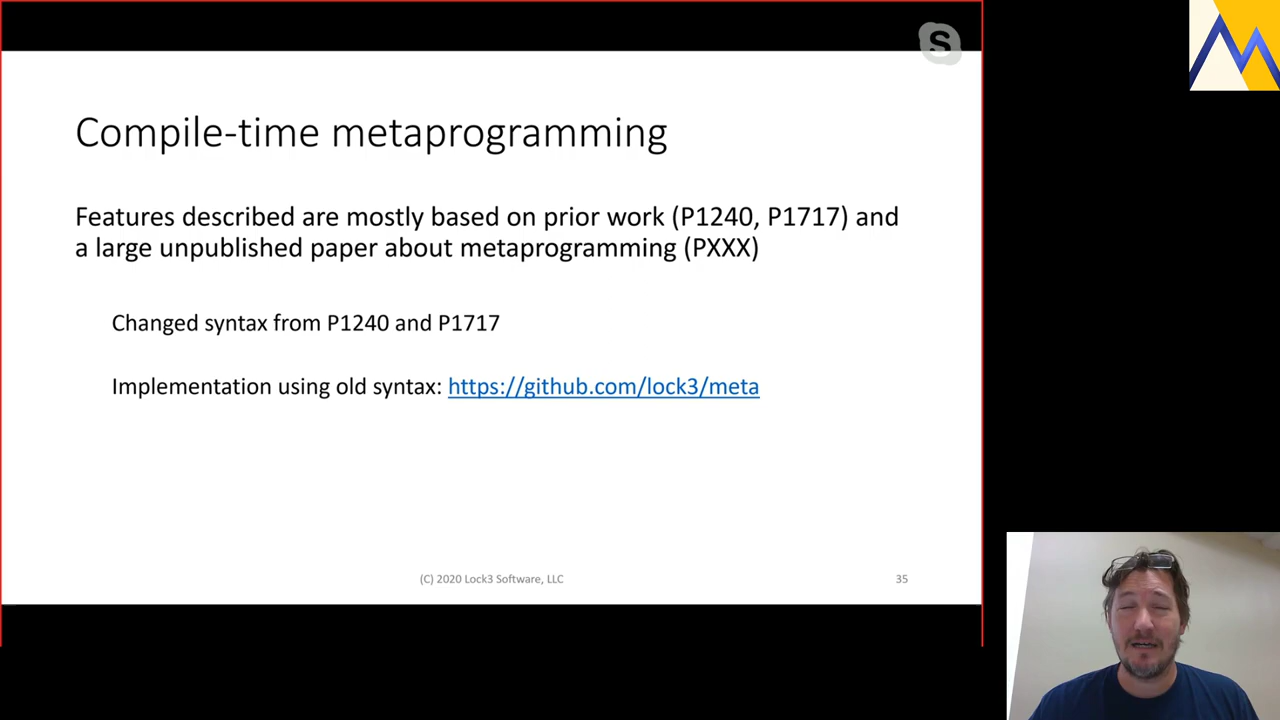 S
Compile-time metaprogramming
Features described are mostly based on prior work (P1240, P1717) and
a large unpublished paper about metaprogramming (PXXX)
Changed syntax from P1240 and P1717
Implementation using old syntax: https://github.com/lock3/meta
(C) 2020 Lock3 Software, LLC
35